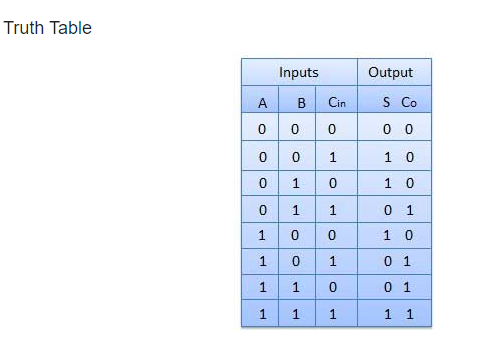 Truth Table
Inputs Output
A B Cin S Co
0 0 0 0 0
0 0 1 1 0
0 1 0 1 0
0 1 1 0 1
1 0 0 1 0
1 0 1 0 1
1 1 0 0 1
1 1 1 1 1